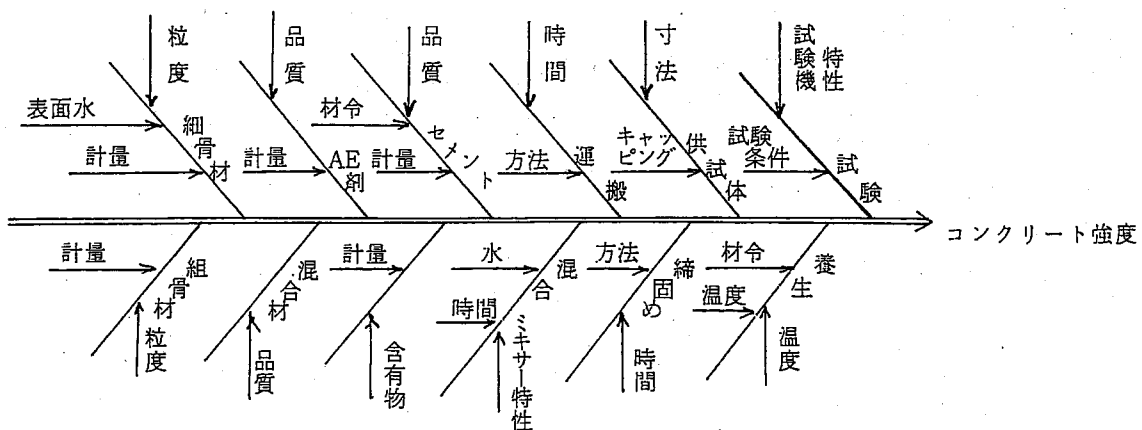 粒度
品質
品質
時間
寸法
試験機
特性
表面水
細骨材
計量
計量
AE剤
材令
セメント
計量
方法
運搬
キャッピング
供試体
試験条件
試験
コンクリート強度
計量
組骨材
粒度
混合材
品質
計量
含有物
水
混合
時間
ミキサー特性
方法
締固め
時間
材令
養生
温度
温度